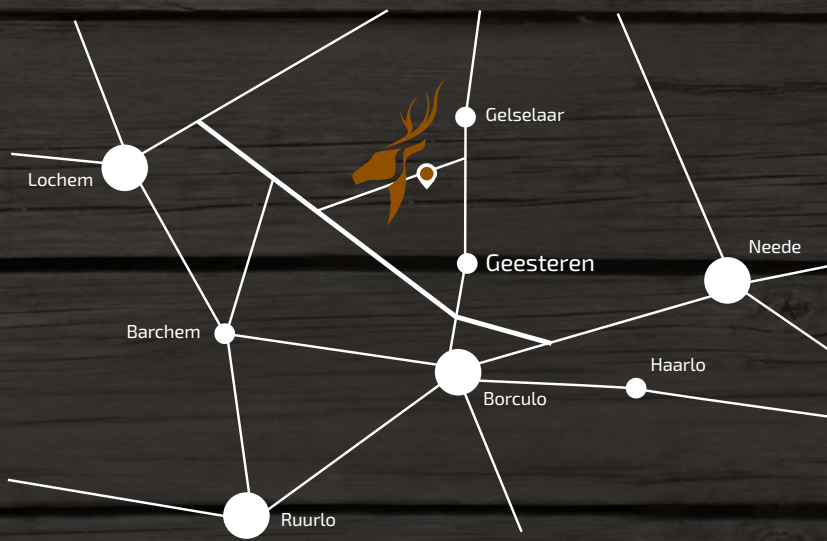 Gelselaar
Lochem
Neede
Geesteren
Barchem
Haarlo
Borculo
Ruurlo